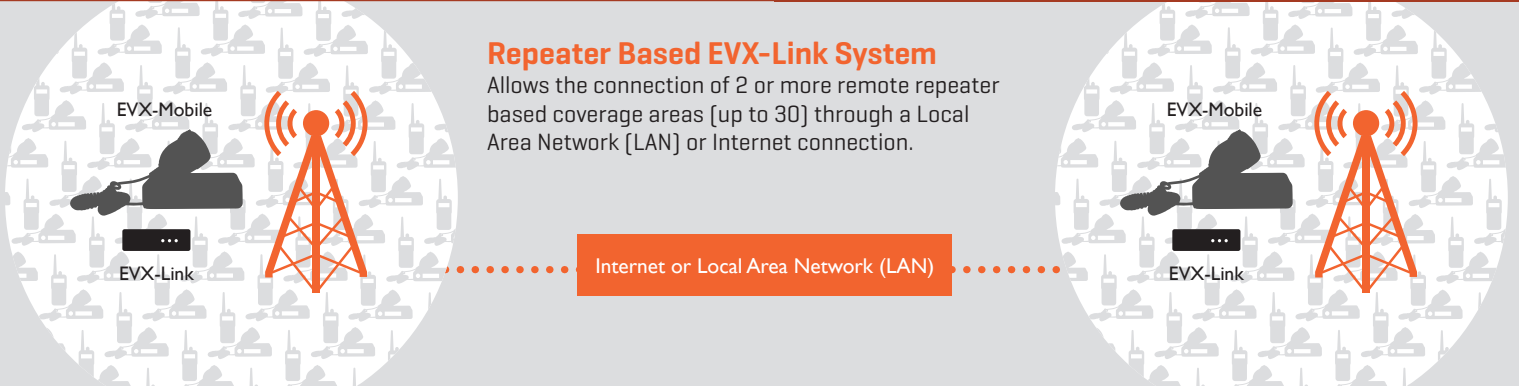 Repeater Based EVX-Link System
Allows the connection of 2 or more remote repeater
based coverage areas (up to 30) through a Local
Area Network (LAN) or Internet connection.
EVX-Mobile
EVX-Link
Internet or Local Area Network (LAN)
EVX-Mobile
EVX-Link